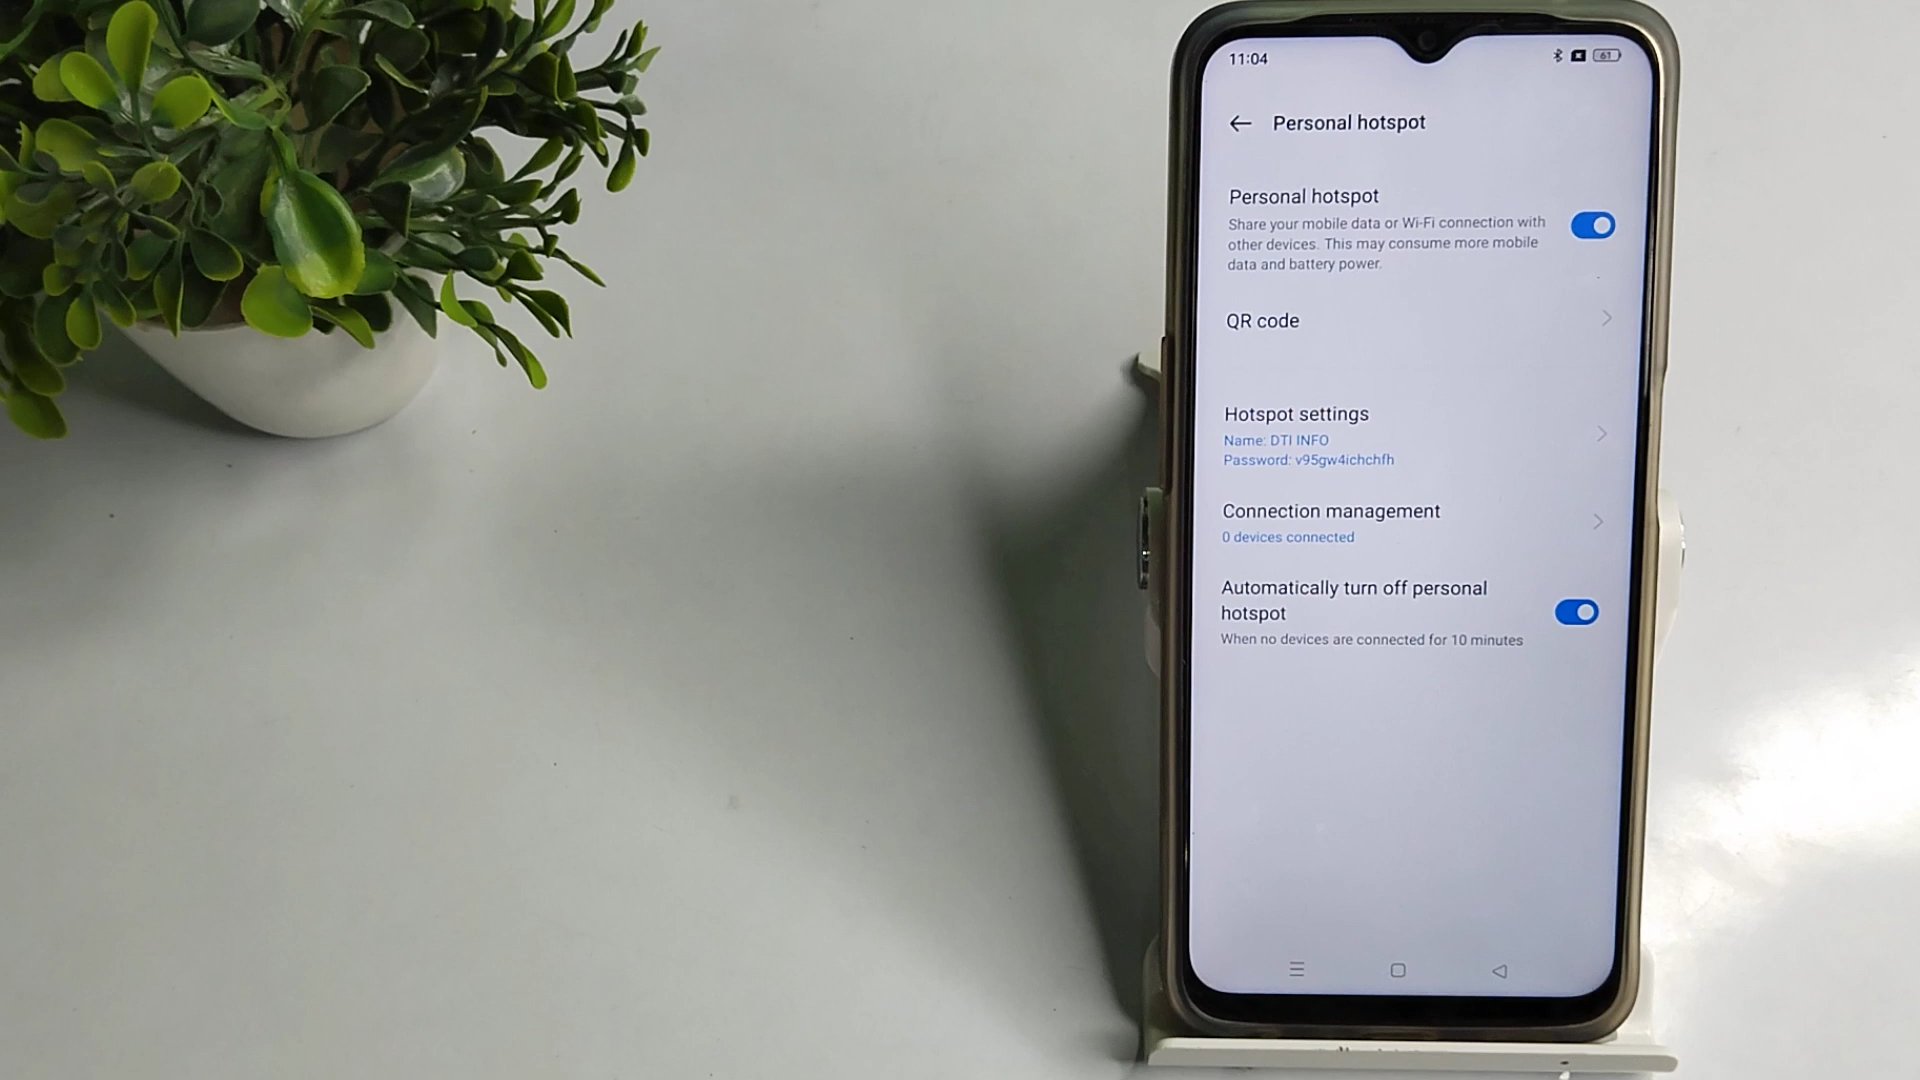 11:04
61
Personal hotspot
Personal hotspot
Share your mobile data or Wi-Fi connection with
other devices. This may consume more mobile
data and battery power.
QR code
Hotspot settings
Name: DTI INFO
Password: v95gw4ichchfh
Connection management
0 devices connected
Automatically turn off personal
hotspot
When no devices are connected for 10 minutes